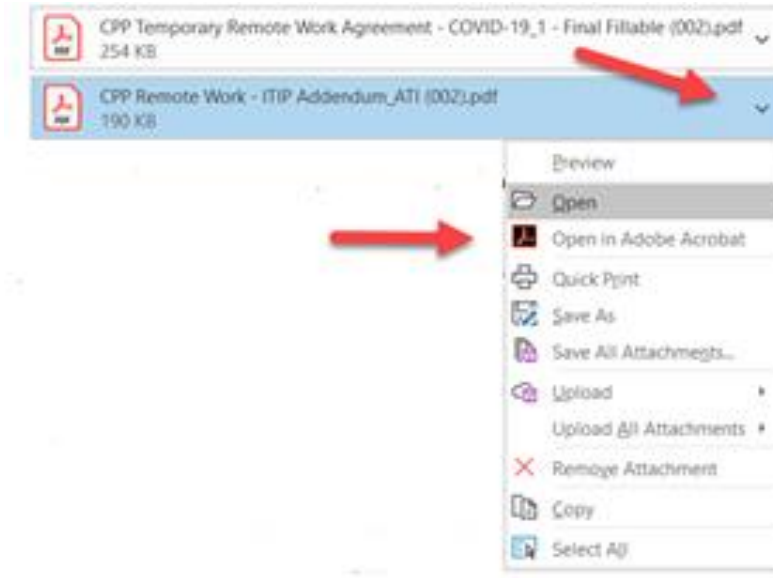 CPP Temporary Remote Work Agreement - COVID-19_1 - Final Fillable (002).pdf
254 KB
CPP Remote Work - ITIP Addendum_ATI (002).pdf
190 KB
Preview
Open
Open in Adobe Acrobat
Quick Print
Save As
Save All Attachments...
Upload
Upload All Attachments
Remove Attachment
Copy
Select All